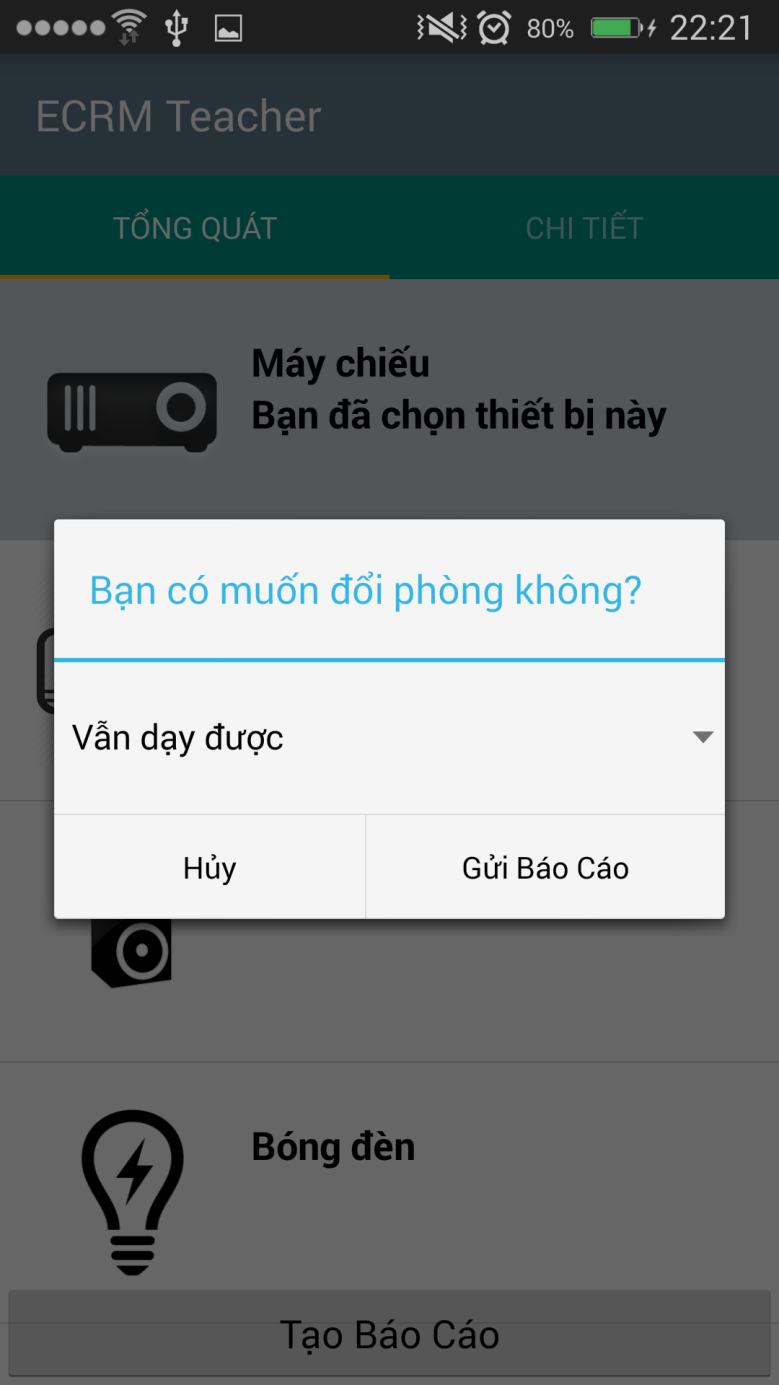 80% 22:21
ECRM Teacher
TỔNG QUÁT CHI TIẾT
Máy chiếu
Bạn đã chọn thiết bị này
Bạn có muốn đổi phòng không?
Vẫn dạy được
Hủy Gửi Báo Cáo
Bóng đèn
Tạo Báo Cáo